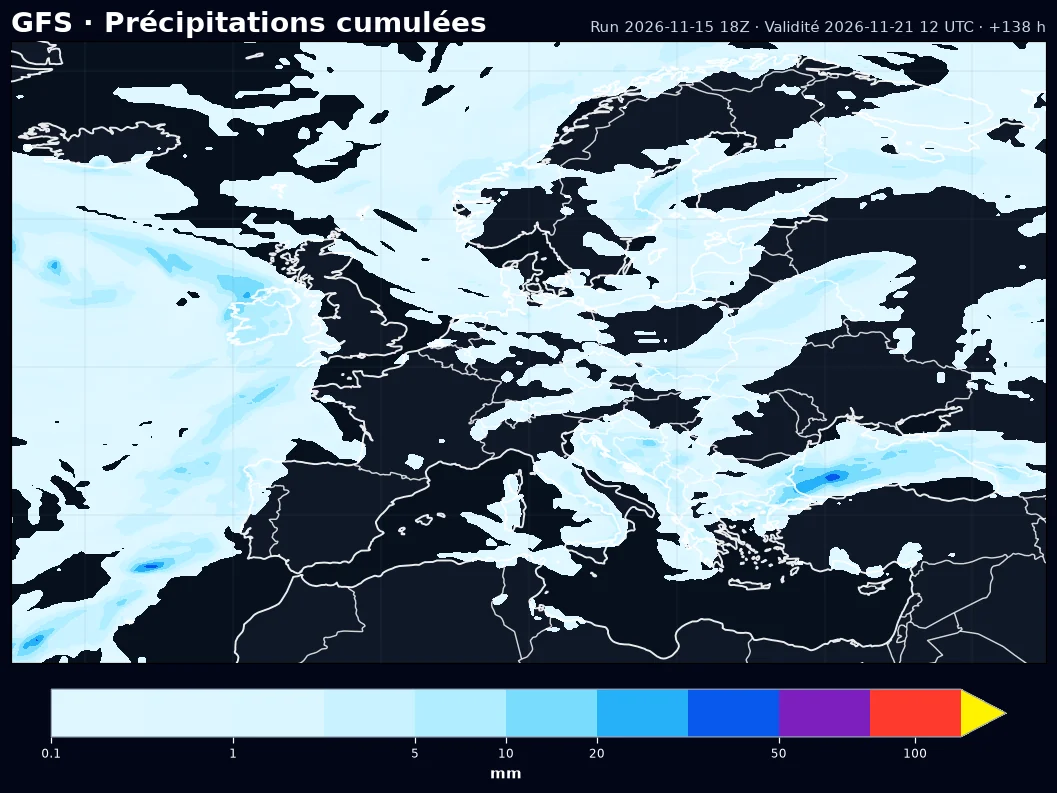 GFS · Précipitations cumulées
Run 2026-11-15 18Z · Validité 2026-11-21 12 UTC · +138 h
0.1 1 5 10 20 50 100
mm